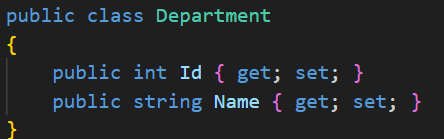 public class Department
{
    public int Id { get; set; }
    public string Name { get; set; }
}